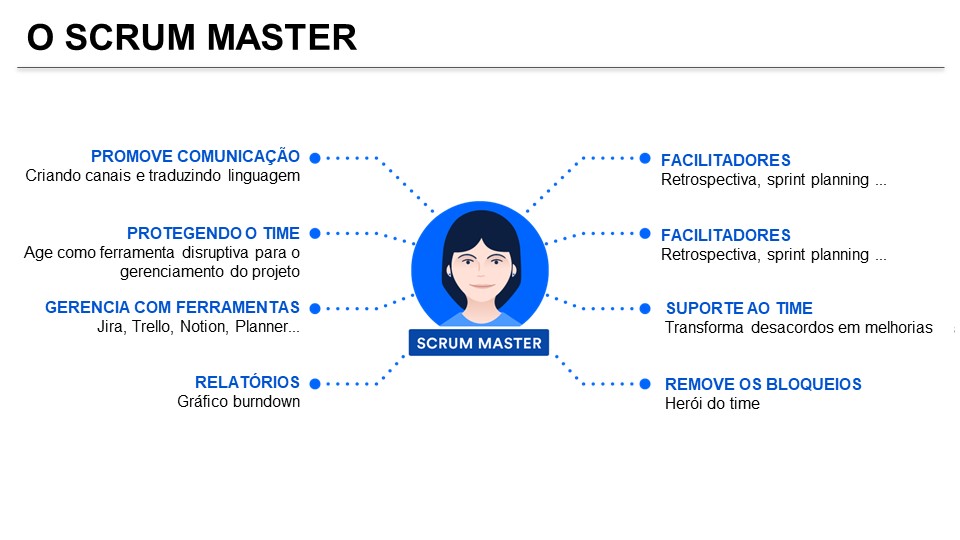 O SCRUM MASTER
PROMOVE COMUNICAÇÃO
Criando canais e traduzindo linguagem
PROTEGENDO O TIME
Age como ferramenta disruptiva para o
gerenciamento do projeto
GERENCIA COM FERRAMENTAS
Jira, Trello, Notion, Planner...
RELATÓRIOS
Gráfico burndown
SCRUM MASTER
FACILITADORES
Retrospectiva, sprint planning ...
FACILITADORES
Retrospectiva, sprint planning ...
SUPORTE AO TIME
Transforma desacordos em melhorias
REMOVE OS BLOQUEIOS
Herói do time